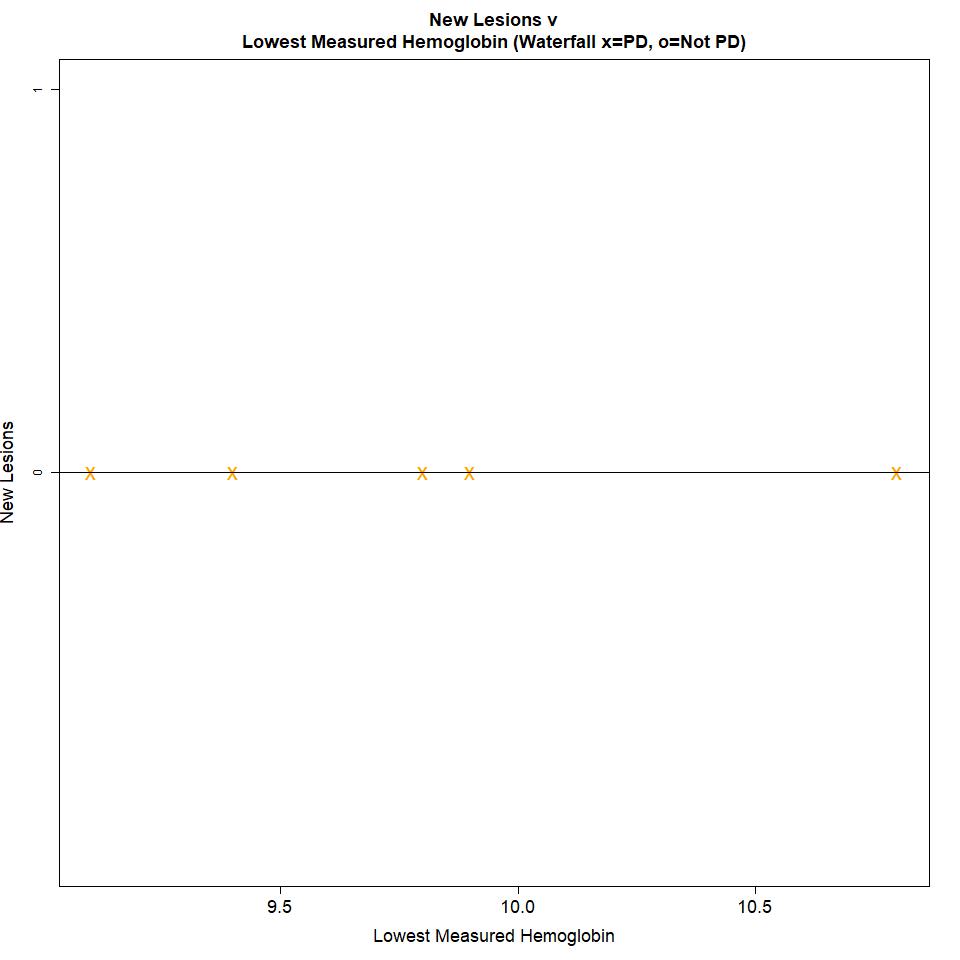 New Lesions v
Lowest Measured Hemoglobin (Waterfall x=PD, o=Not PD)
1
0
New Lesions
x x x x x
9.5 10.0 10.5
Lowest Measured Hemoglobin